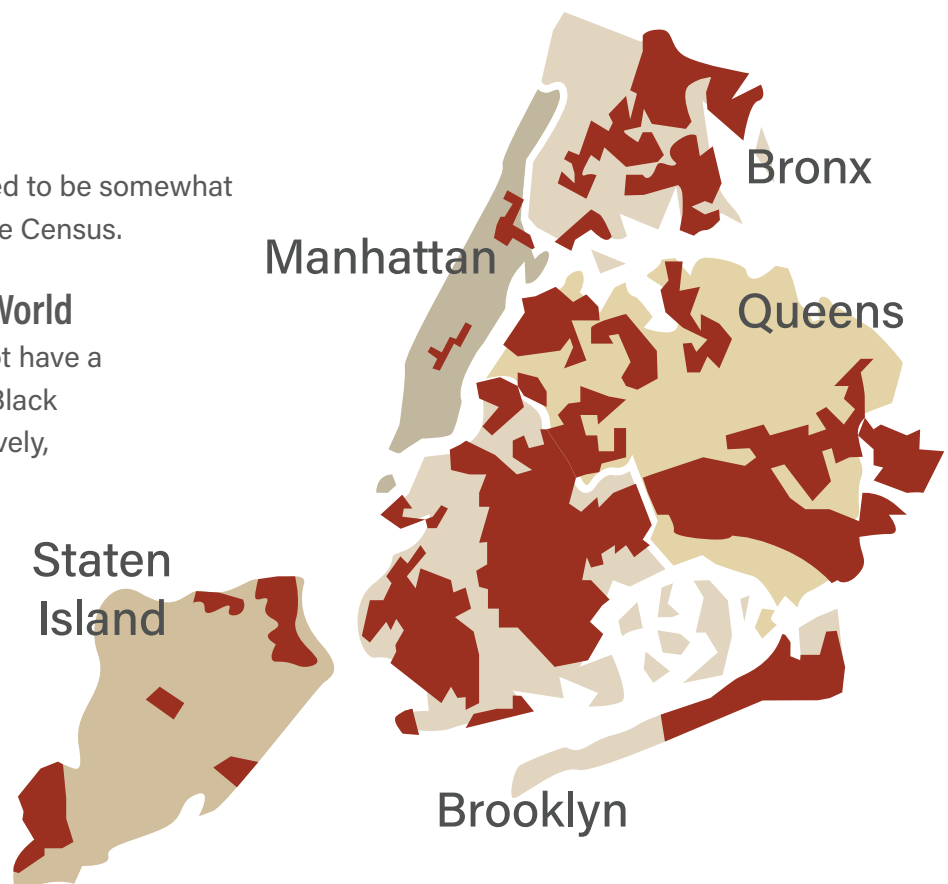 ed to be somewhat
e Census.
World
t have a
Black
vely,
Bronx
Manhattan
Queens
Staten
Island
Brooklyn